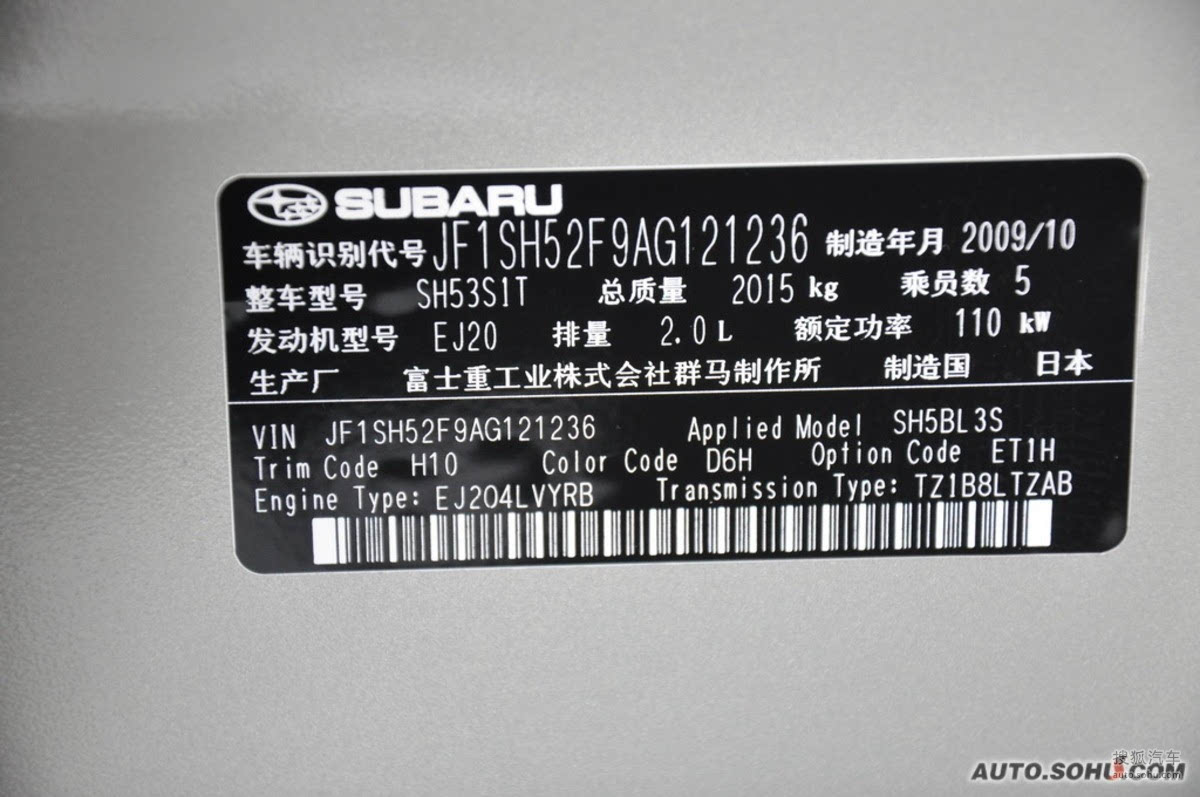 SUBARU
车辆识别代号 JF1SH52F9AG121236 制造年月 2009/10
整车型号 SH53S1T 总质量 2015 kg 乘员数 5
发动机型号 EJ20 排量 2.0 L 额定功率 110 kW
生产厂 富士重工业株式会社群马制作所 制造国 日本
VIN JF1SH52F9AG121236 Applied Model SH5BL3S
Trim Code H10 Color Code D6H Option Code ET1H
Engine Type: EJ204LVYRB Transmission Type: TZ1B8LTZAB
搜狐汽车
auto.sohu.com
AUTO.SOHU.COM